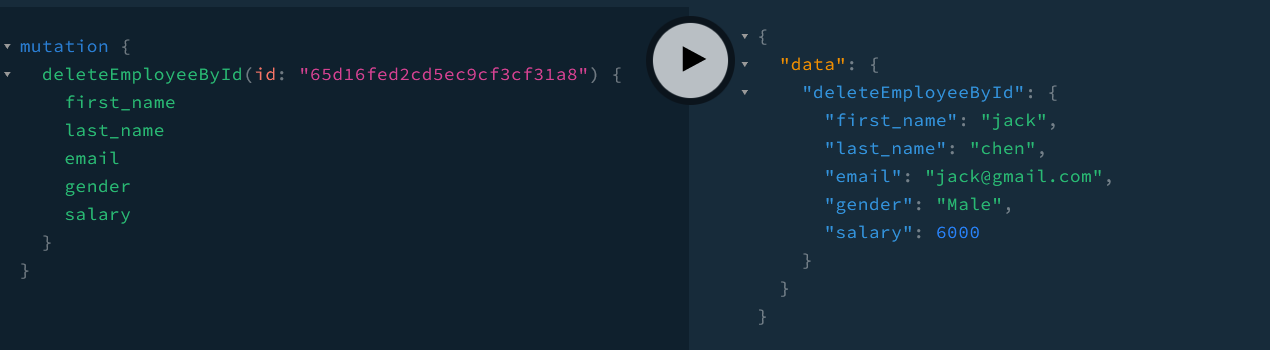 mutation {
deleteEmployeeById(id: "65d16fed2cd5ec9cf3cf31a8") {
first_name
last_name
email
gender
salary
}
}
{
"data": {
"deleteEmployeeById": {
"first_name": "jack",
"last_name": "chen",
"email": "jack@gmail.com",
"gender": "Male",
"salary": 6000
}
}
}